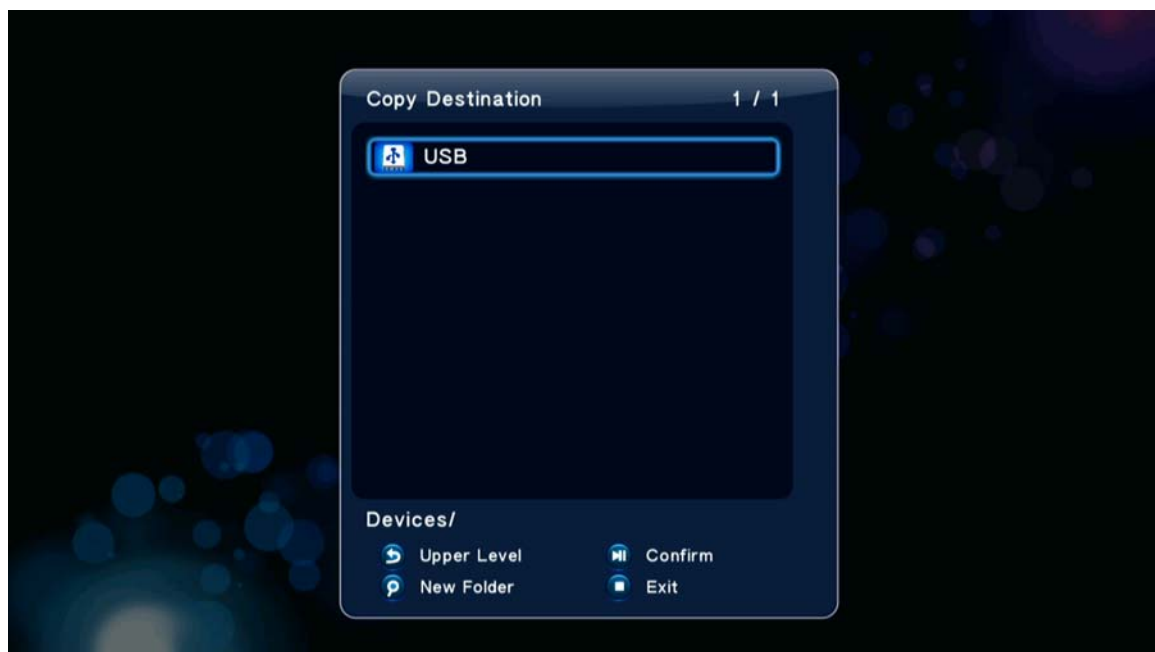 Copy Destination 1 / 1
USB
Devices/
Upper Level Confirm
New Folder Exit